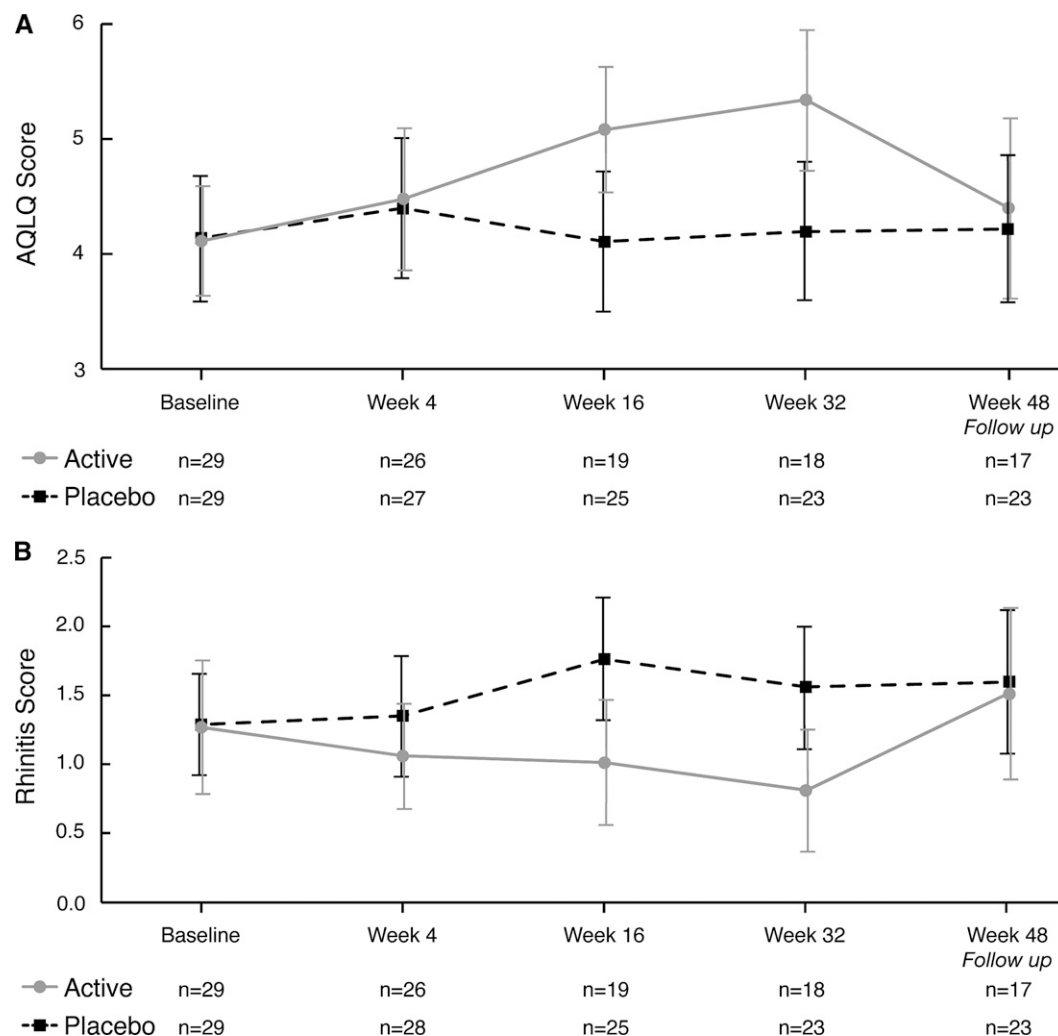 A
6
5
4
3
AQLQ Score
Baseline Week 4 Week 16 Week 32 Week 48
Follow up
Active n=29 n=26 n=19 n=18 n=17
Placebo n=29 n=27 n=25 n=23 n=23
B
2.5
2.0
1.5
1.0
0.5
0.0
Rhinitis Score
Baseline Week 4 Week 16 Week 32 Week 48
Follow up
Active n=29 n=26 n=19 n=18 n=17
Placebo n=29 n=28 n=25 n=23 n=23